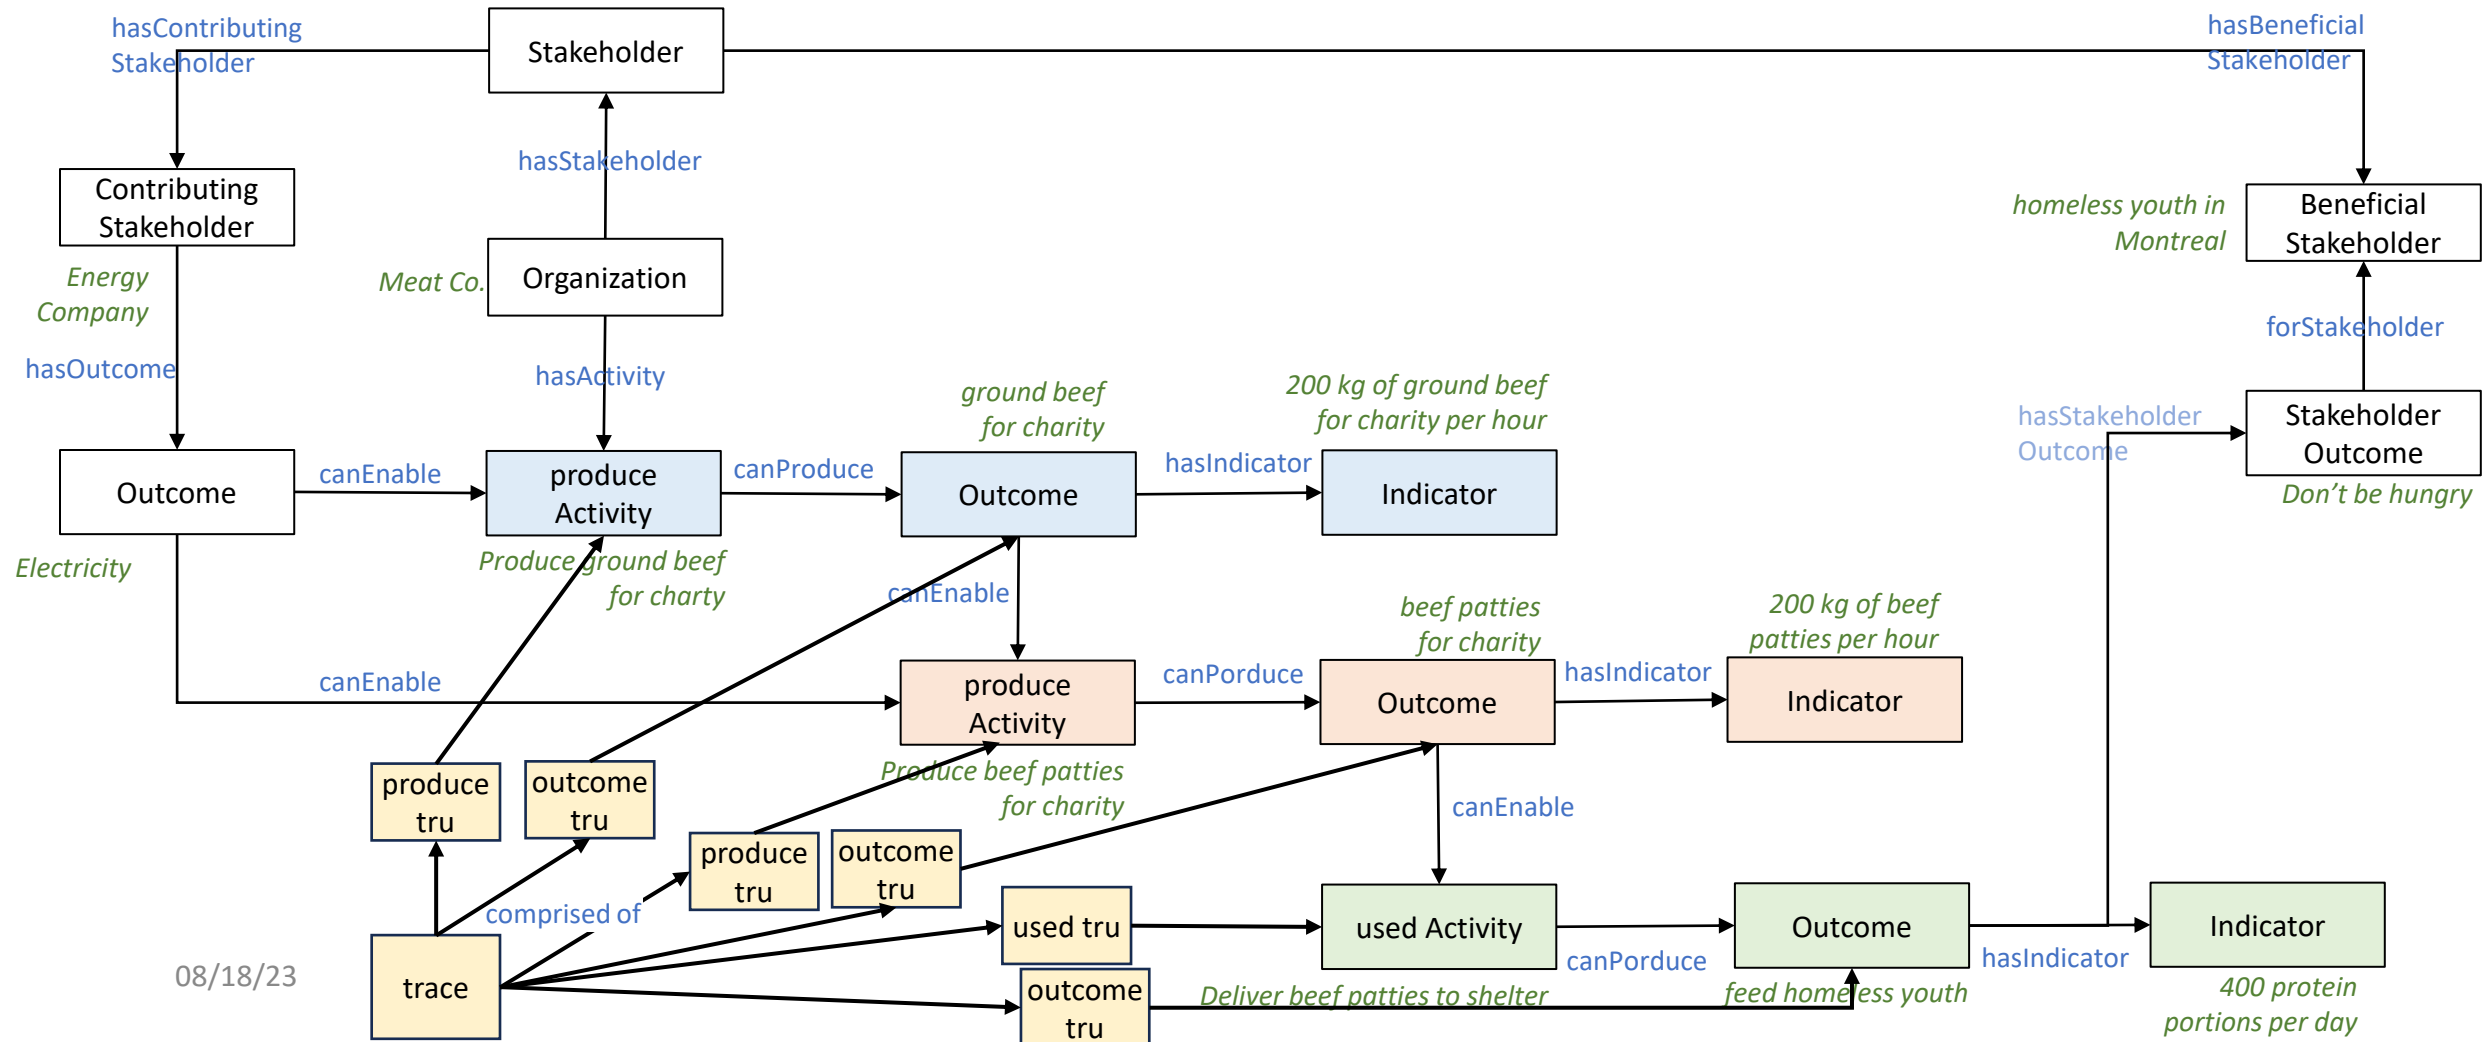 hasContributing
Stakeholder
Stakeholder
hasBeneficial
Stakeholder
hasStakeholder
Contributing
Stakeholder
homeless youth in
Montreal
Beneficial
Stakeholder
Energy
Company
Meat Co.
Organization
forStakeholder
hasOutcome
hasActivity
ground beef
for charity
200 kg of ground beef
for charity per hour
hasStakeholder
Outcome
Stakeholder
Outcome
Don't be hungry
Outcome
canEnable
produce
Activity
canProduce
Outcome
hasIndicator
Indicator
Electricity
Produce ground beef
for charty
canEnable
beef patties
for charity
200 kg of beef
patties per hour
canEnable
produce
Activity
canPorduce
Outcome
hasIndicator
Indicator
produce
tru
outcome
tru
Produce beef patties
for charity
canEnable
produce
tru
outcome
tru
comprised of
used tru
used Activity
canPorduce
Outcome
hasIndicator
Indicator
08/18/23
trace
outcome
tru
Deliver beef patties to shelter
feed homeless youth
400 protein
portions per day